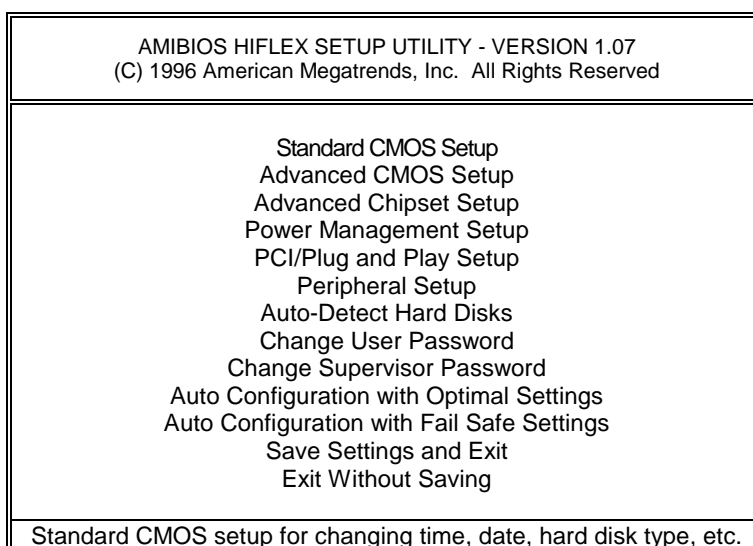 AMIBIOS HIFLEX SETUP UTILITY - VERSION 1.07
(C) 1996 American Megatrends, Inc. All Rights Reserved
Standard CMOS Setup
Advanced CMOS Setup
Advanced Chipset Setup
Power Management Setup
PCI/Plug and Play Setup
Peripheral Setup
Auto-Detect Hard Disks
Change User Password
Change Supervisor Password
Auto Configuration with Optimal Settings
Auto Configuration with Fail Safe Settings
Save Settings and Exit
Exit Without Saving
Standard CMOS setup for changing time, date, hard disk type, etc.